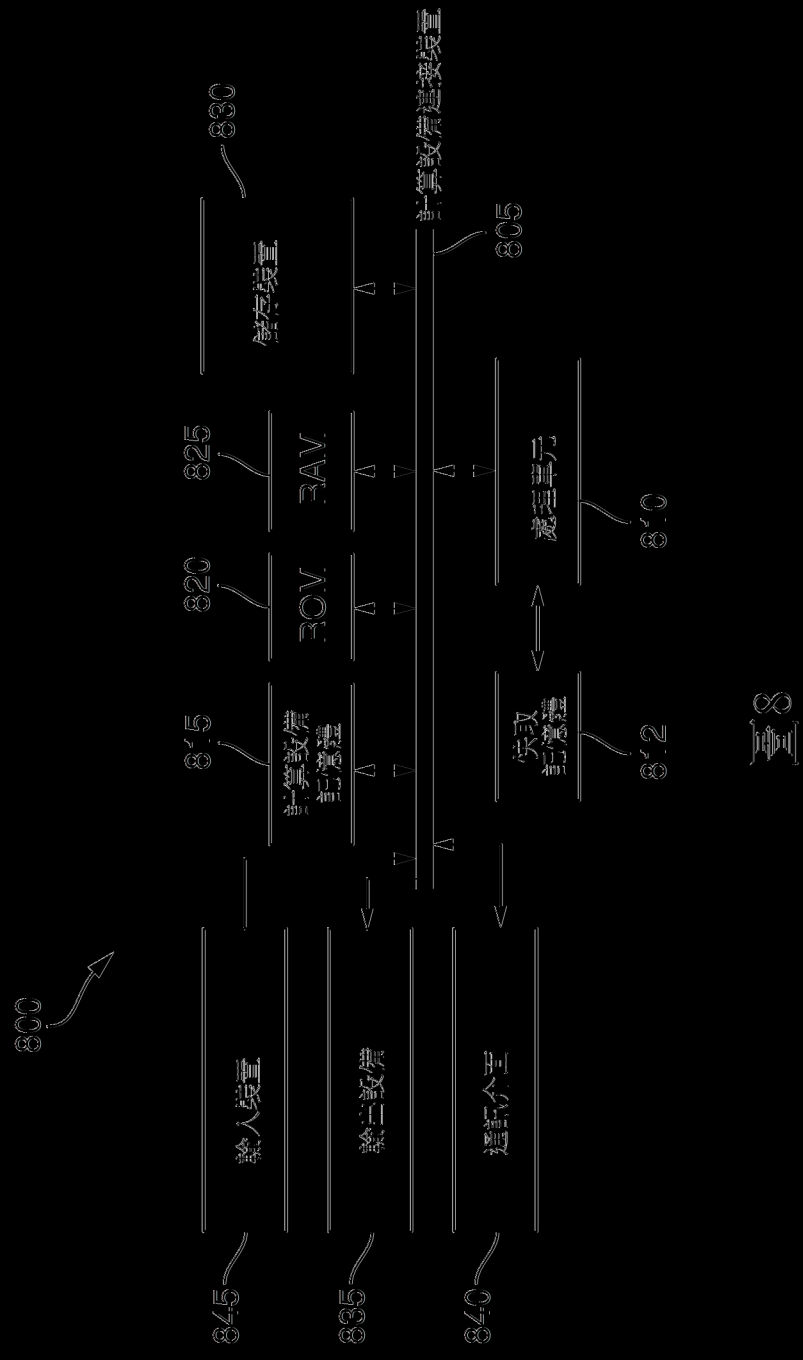 800
輸入裝置
845
輸出設備
835
通訊介面
840
計算設備
記憶體
815
ROM
820
RAM
825
儲存裝置
830
計算設備連接裝置
805
處理單元
810
快取
記憶體
812
圖8